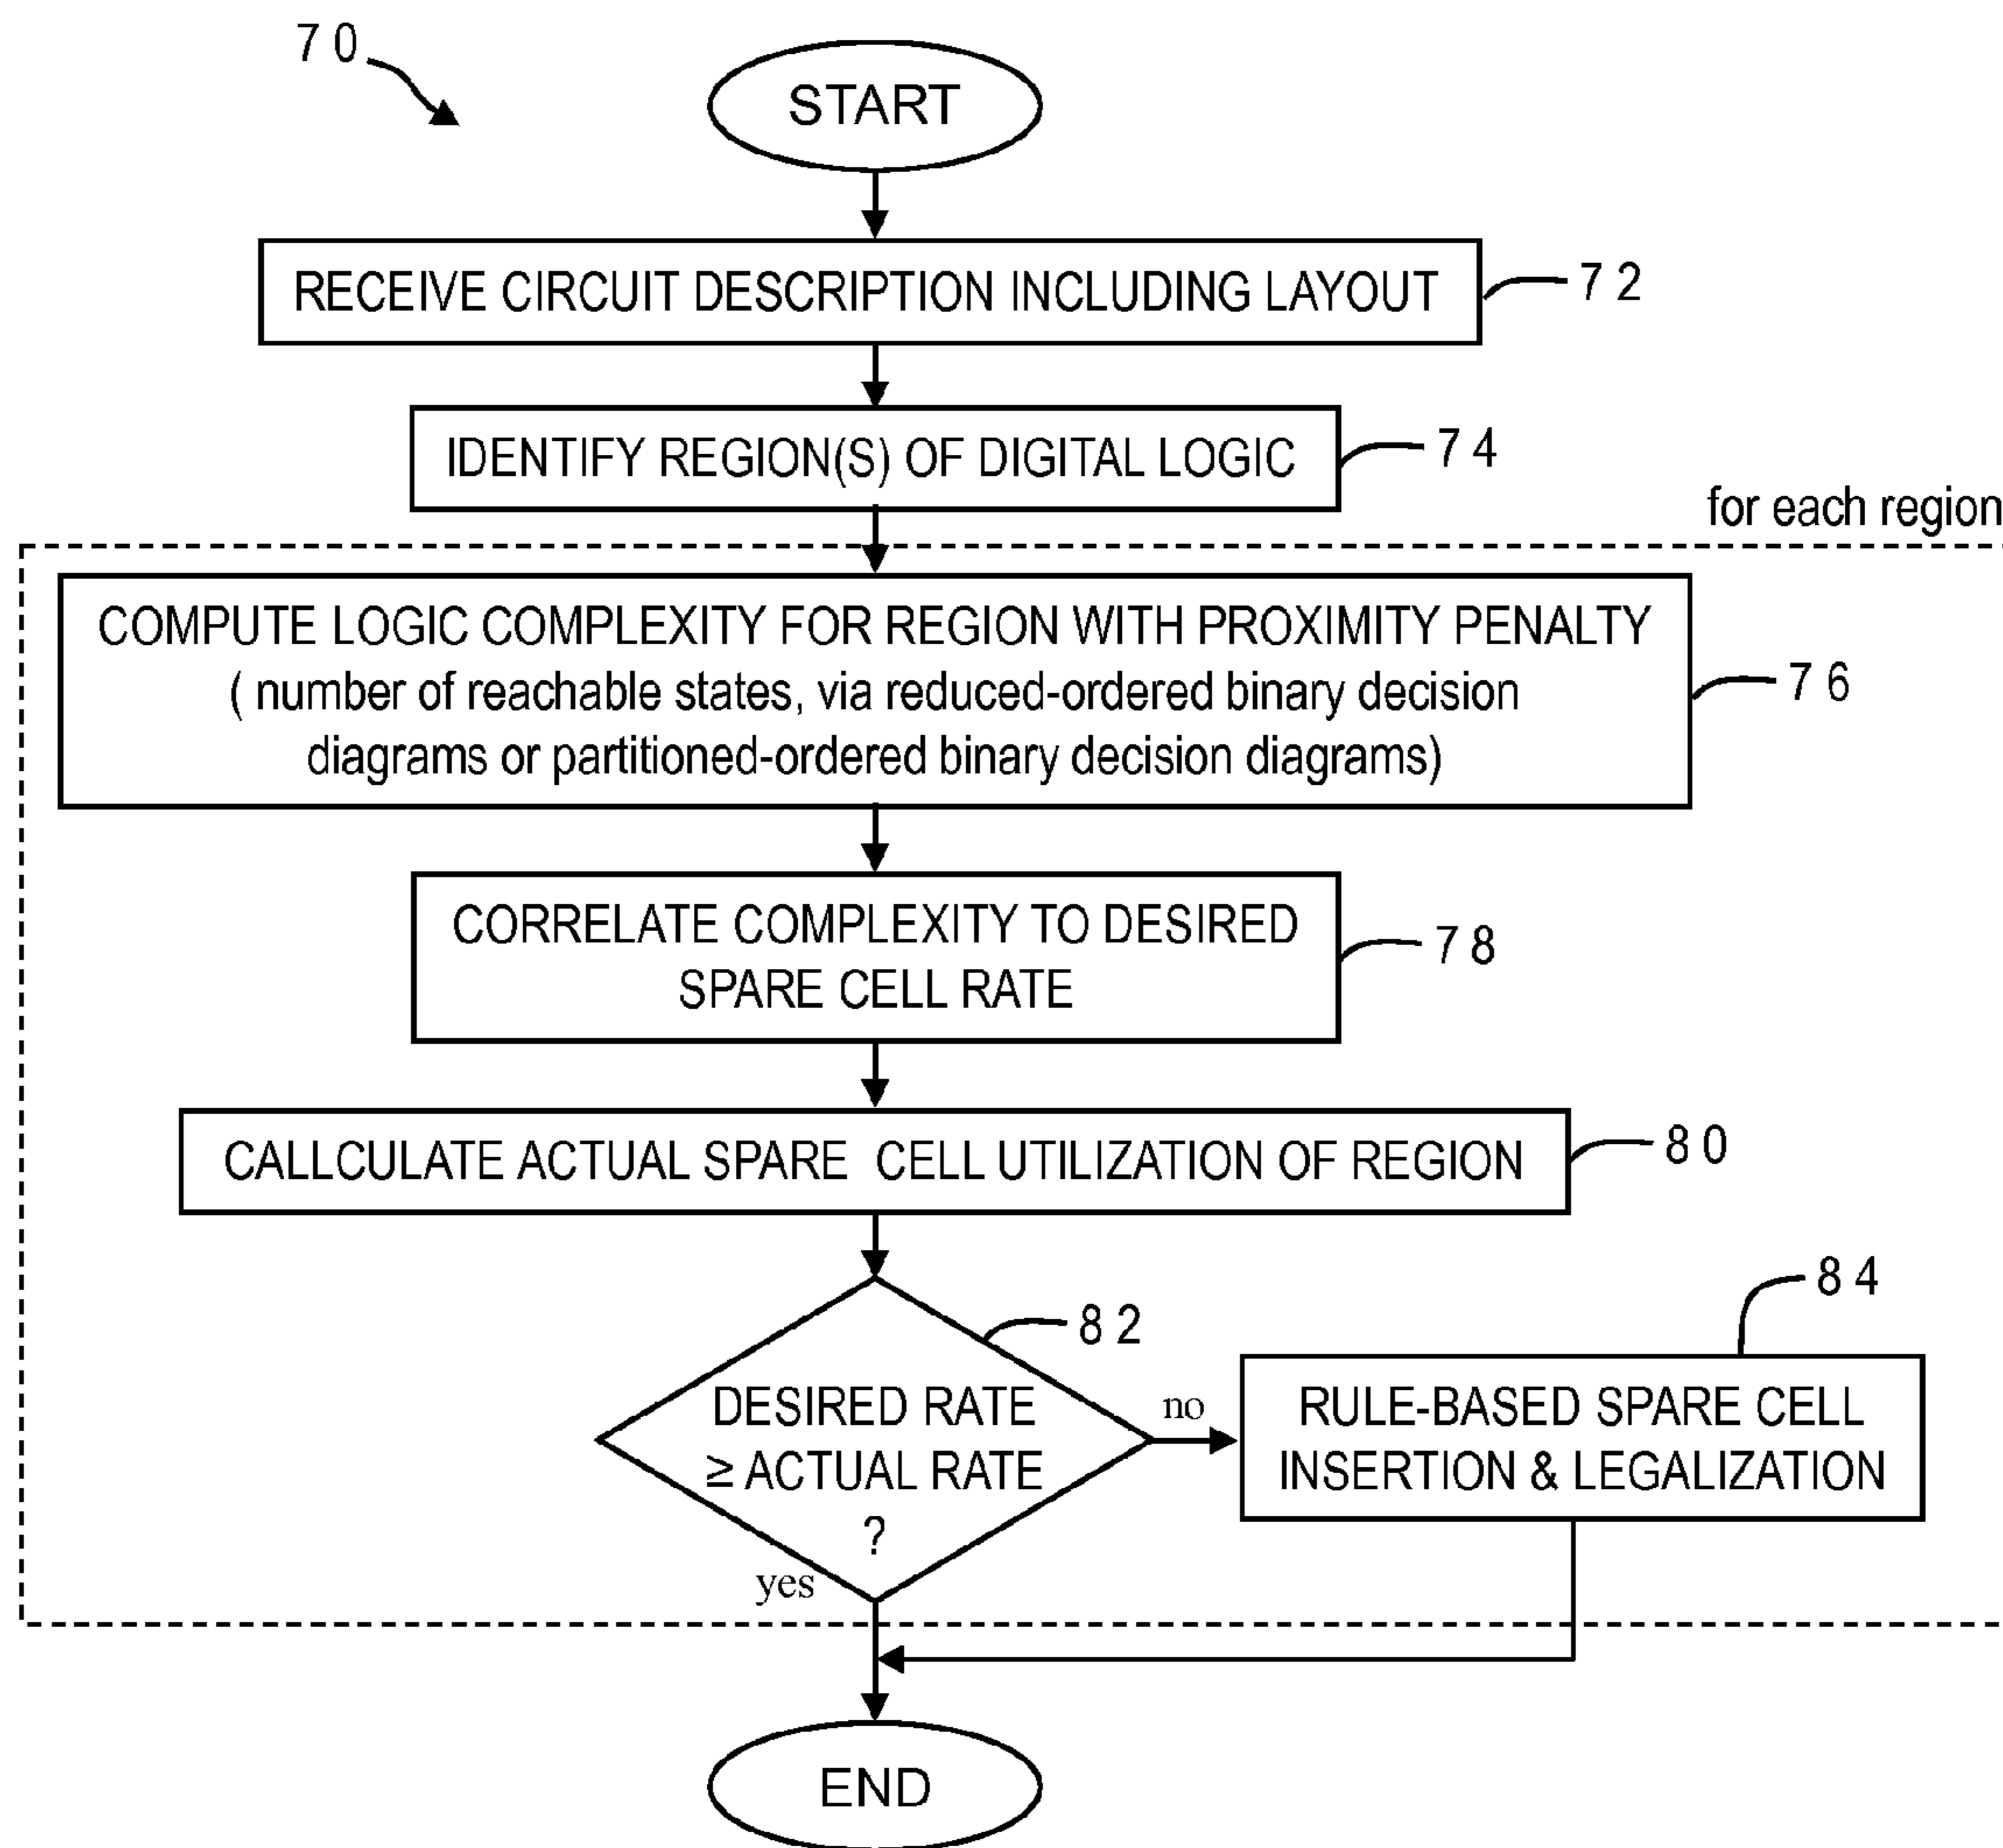 70
START
RECEIVE CIRCUIT DESCRIPTION INCLUDING LAYOUT
72
IDENTIFY REGION(S) OF DIGITAL LOGIC
74
for each region
COMPUTE LOGIC COMPLEXITY FOR REGION WITH PROXIMITY PENALTY
( number of reachable states, via reduced-ordered binary decision
diagrams or partitioned-ordered binary decision diagrams)
76
CORRELATE COMPLEXITY TO DESIRED
SPARE CELL RATE
78
CALLCULATE ACTUAL SPARE CELL UTILIZATION OF REGION
80
82
DESIRED RATE
≥ ACTUAL RATE
?
no
yes
84
RULE-BASED SPARE CELL
INSERTION & LEGALIZATION
END